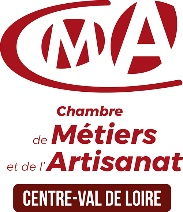 CMA
Chambre
de Métiers
et de l'Artisanat
CENTRE-VAL DE LOIRE